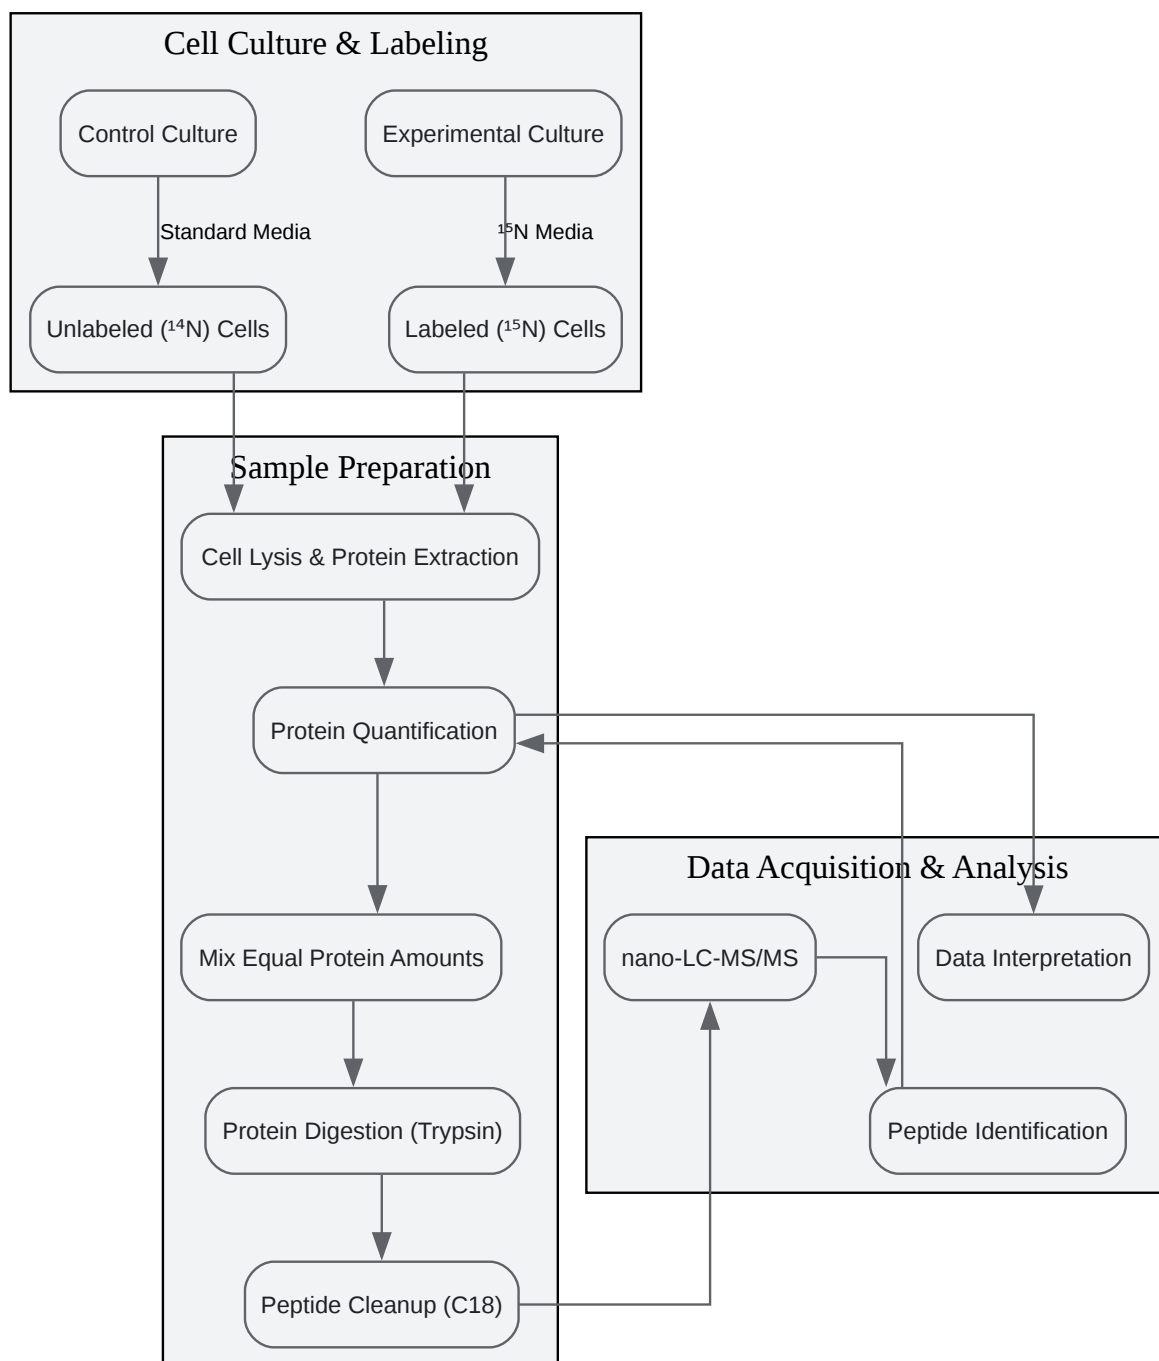 Cell Culture & Labeling
Control Culture
Experimental Culture
Standard Media
¹⁵N Media
Unlabeled (¹⁴N) Cells
Labeled (¹⁵N) Cells
Sample Preparation
Cell Lysis & Protein Extraction
Protein Quantification
Mix Equal Protein Amounts
Protein Digestion (Trypsin)
Peptide Cleanup (C18)
Data Acquisition & Analysis
nano-LC-MS/MS
Data Interpretation
Peptide Identification